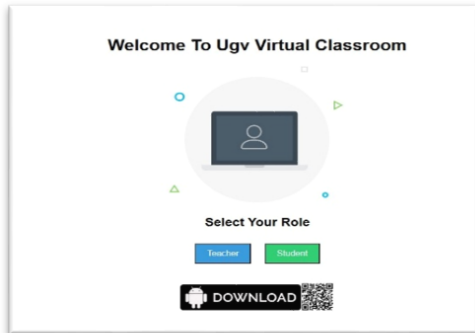 Welcome To Ugv Virtual Classroom
Select Your Role
Teacher Student
DOWNLOAD